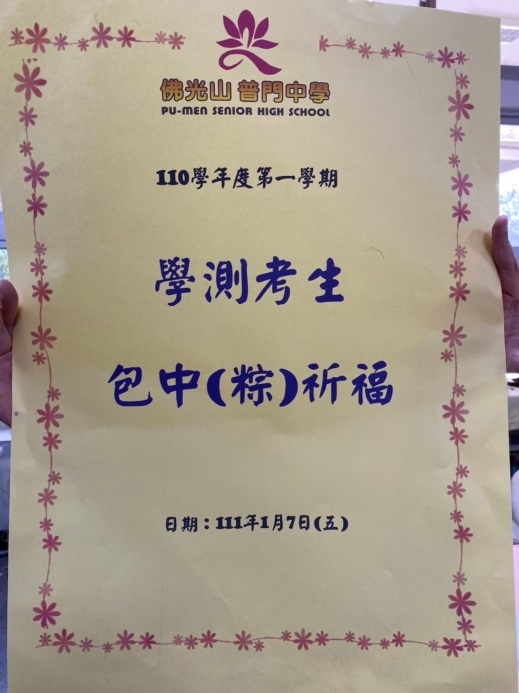 佛光山 普門中學
PU-MEN SENIOR HIGH SCHOOL
110學年度第一學期
學測考生
包中(粽)祈福
日期：111年1月7日(五)